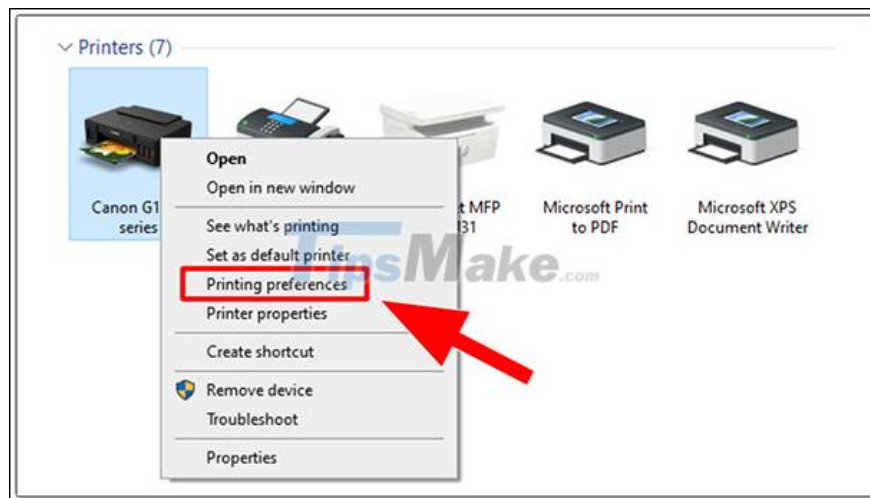 Printers (7)
Canon G1
series
t MFP
131
Microsoft Print
to PDF
Microsoft XPS
Document Writer
Open
Open in new window
See what's printing
Set as default printer
Printing preferences
Printer properties
Create shortcut
Remove device
Troubleshoot
Properties
TipsMake.com